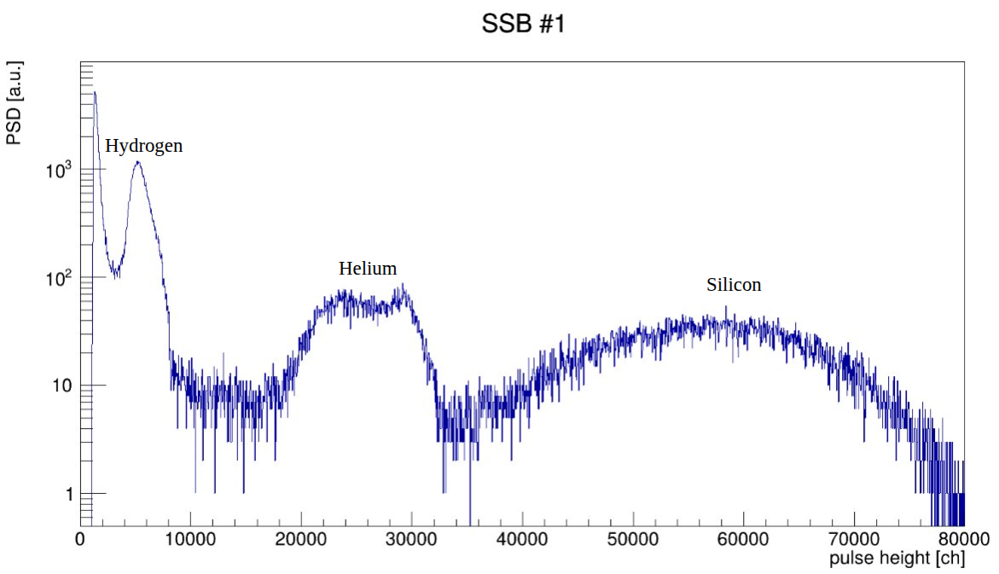 SSB #1
PSD [a.u.]
Hydrogen
10³
Helium
10²
Silicon
10
1
0 10000 20000 30000 40000 50000 60000 70000 80000
pulse height [ch]